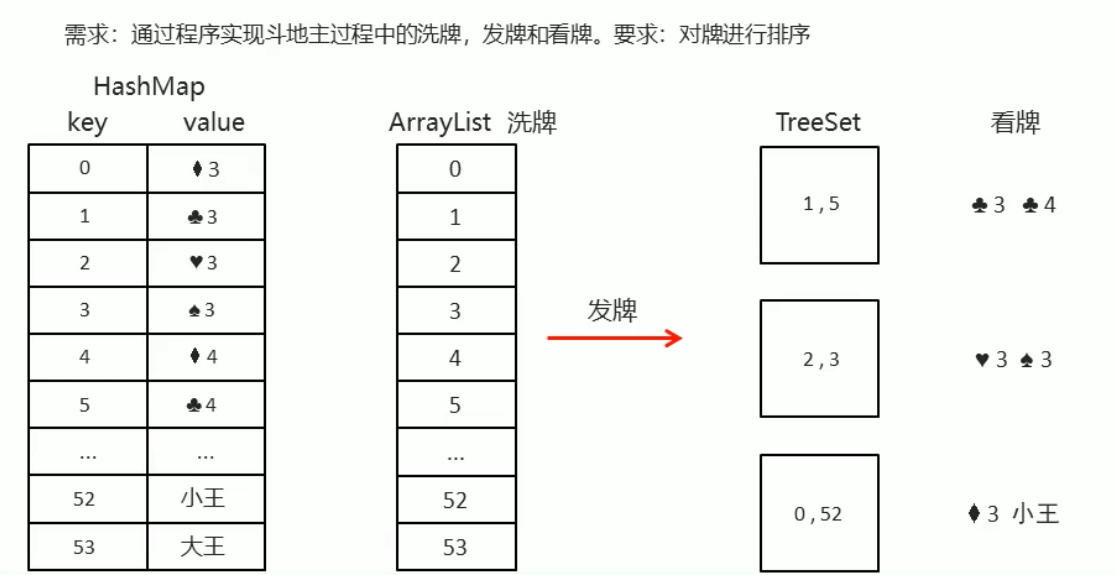 需求：通过程序实现斗地主过程中的洗牌，发牌和看牌。要求：对牌进行排序
HashMap
key value ArrayList 洗牌 TreeSet 看牌
0 ♦3 0
1 ♣3 1
1 , 5 ♣3 ♣4
2 ♥3 2
3 ♠3 3
发牌
4 ♦4 4
2 , 3 ♥3 ♠3
5 ♣4 5
... ... ...
52 小王 52
0 , 52 ♦3 小王
53 大王 53